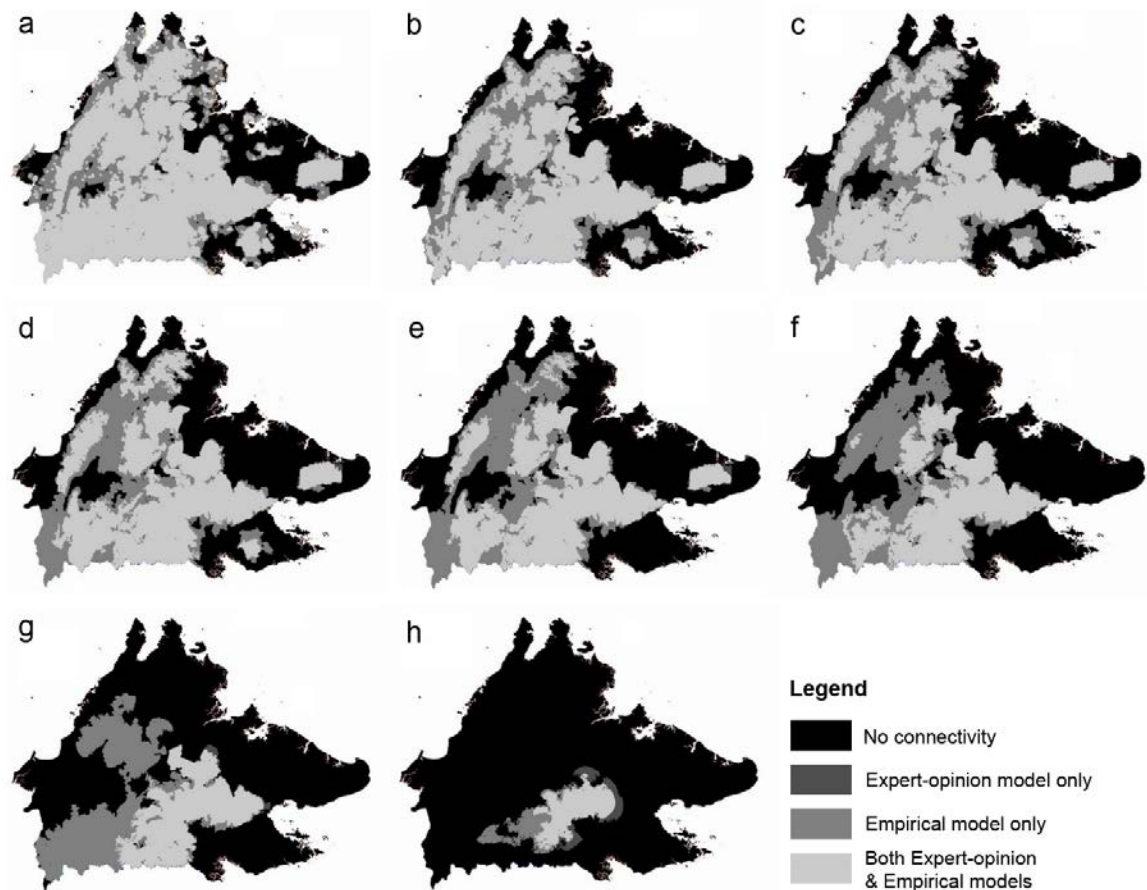 a
b
c
d
e
f
g
h
Legend
No connectivity
Expert-opinion model only
Empirical model only
Both Expert-opinion
& Empirical models